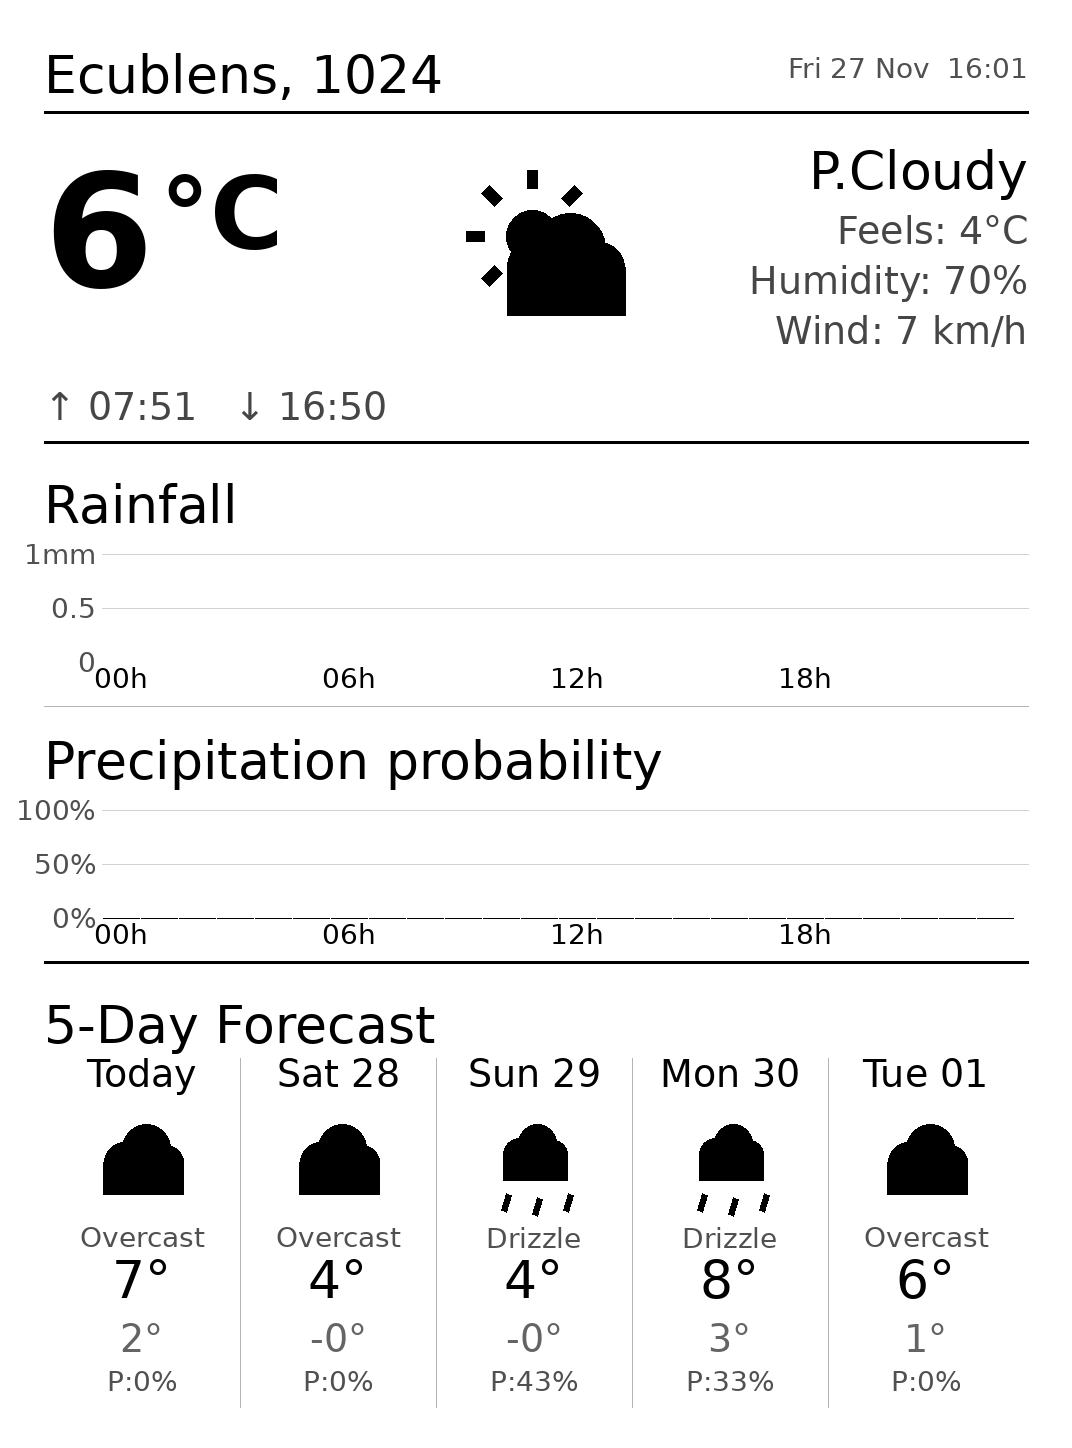 Ecublens, 1024
Fri 27 Nov  16:01
6°C
P.Cloudy
Feels: 4°C
Humidity: 70%
Wind: 7 km/h
↑ 07:51   ↓ 16:50
Rainfall
1mm
0.5
0
00h 06h 12h 18h
Precipitation probability
100%
50%
0%
00h 06h 12h 18h
5-Day Forecast
Today Sat 28 Sun 29 Mon 30 Tue 01
Overcast Overcast Drizzle Drizzle Overcast
7° 4° 4° 8° 6°
2° -0° -0° 3° 1°
P:0% P:0% P:43% P:33% P:0%